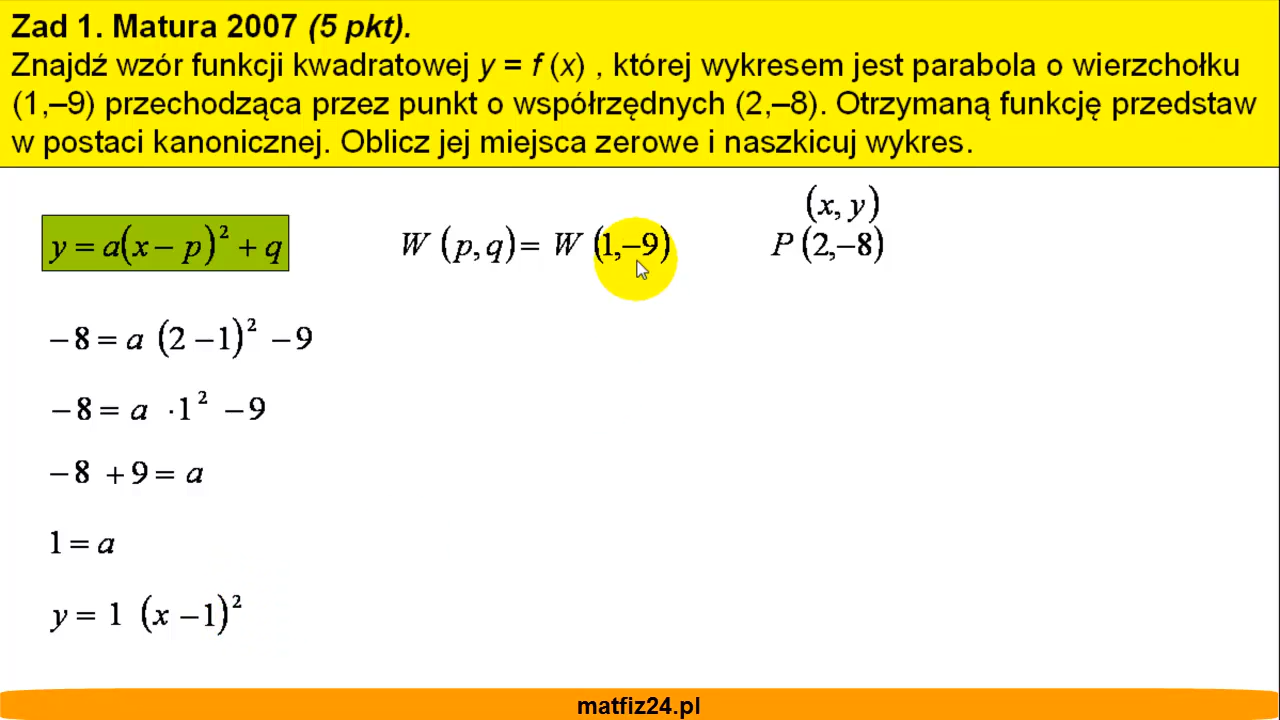 Zad 1. Matura 2007 (5 pkt).
Znajdź wzór funkcji kwadratowej y = f (x) , której wykresem jest parabola o wierzchołku
(1,–9) przechodząca przez punkt o współrzędnych (2,–8). Otrzymaną funkcję przedstaw
w postaci kanonicznej. Oblicz jej miejsca zerowe i naszkicuj wykres.
(x, y)
y = a(x − p)² + q W (p, q) = W (1,−9) P (2,−8)
−8 = a (2 −1)² −9
−8 = a ·1² −9
−8 +9 = a
1 = a
y = 1 (x −1)²
matfiz24.pl